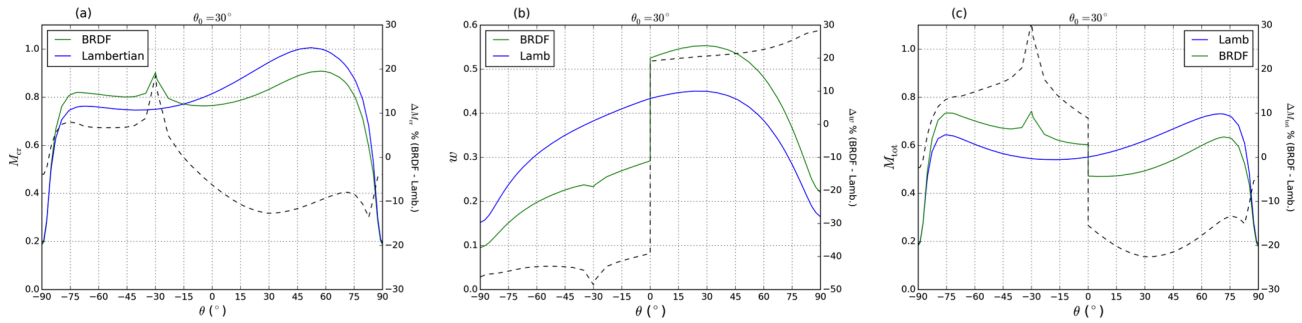 (a)
θ₀ = 30°
BRDF
Lambertian
M_cr
1.0
0.8
0.6
0.4
0.2
0.0
30
20
10
0
−10
−20
−30
ΔM_cr % (BRDF - Lamb.)
−90 −75 −60 −45 −30 −15 0 15 30 45 60 75 90
θ (°)
(b)
θ₀ = 30°
BRDF
Lamb
w
0.6
0.5
0.4
0.3
0.2
0.1
0.0
30
20
10
0
−10
−20
−30
−40
−50
Δw % (BRDF - Lamb.)
−90 −75 −60 −45 −30 −15 0 15 30 45 60 75 90
θ (°)
(c)
θ₀ = 30°
Lamb
BRDF
M_tot
1.0
0.8
0.6
0.4
0.2
0.0
30
20
10
0
−10
−20
−30
% (BRDF - Lamb.)
−90 −75 −60 −45 −30 −15 0 15 30 45 60 75 90
θ (°)